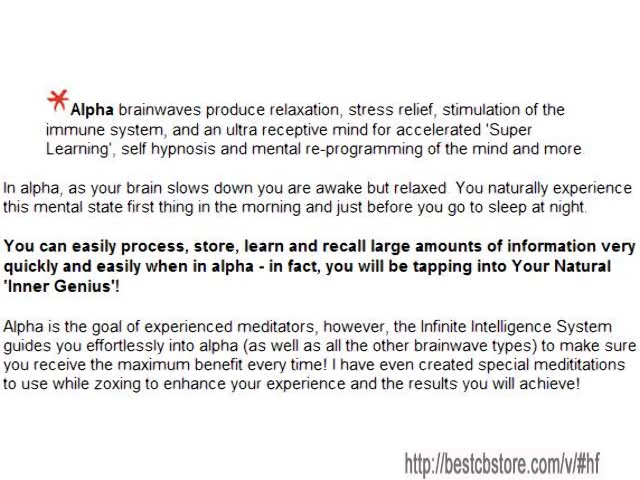 Alpha brainwaves produce relaxation, stress relief, stimulation of the
immune system, and an ultra receptive mind for accelerated 'Super
Learning', self hypnosis and mental re-programming of the mind and more.
In alpha, as your brain slows down you are awake but relaxed. You naturally experience
this mental state first thing in the morning and just before you go to sleep at night.
You can easily process, store, learn and recall large amounts of information very
quickly and easily when in alpha - in fact, you will be tapping into Your Natural
'Inner Genius'!
Alpha is the goal of experienced meditators, however, the Infinite Intelligence System
guides you effortlessly into alpha (as well as all the other brainwave types) to make sure
you receive the maximum benefit every time! I have even created special medititations
to use while zoxing to enhance your experience and the results you will achieve!
http://bestcbstore.com/v/#hf